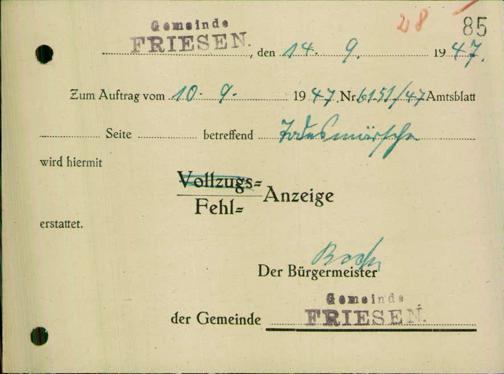 28 85
Gemeinde
FRIESEN., den 14. 9. 1947.
Zum Auftrag vom 10. 9. 1947, Nr. 6151/47 Amtsblatt
Seite betreffend Todesmärsche
wird hiermit
Vollzugs=
Fehl= Anzeige
erstattet.
Der Bürgermeister
der Gemeinde Gemeinde
FRIESEN.